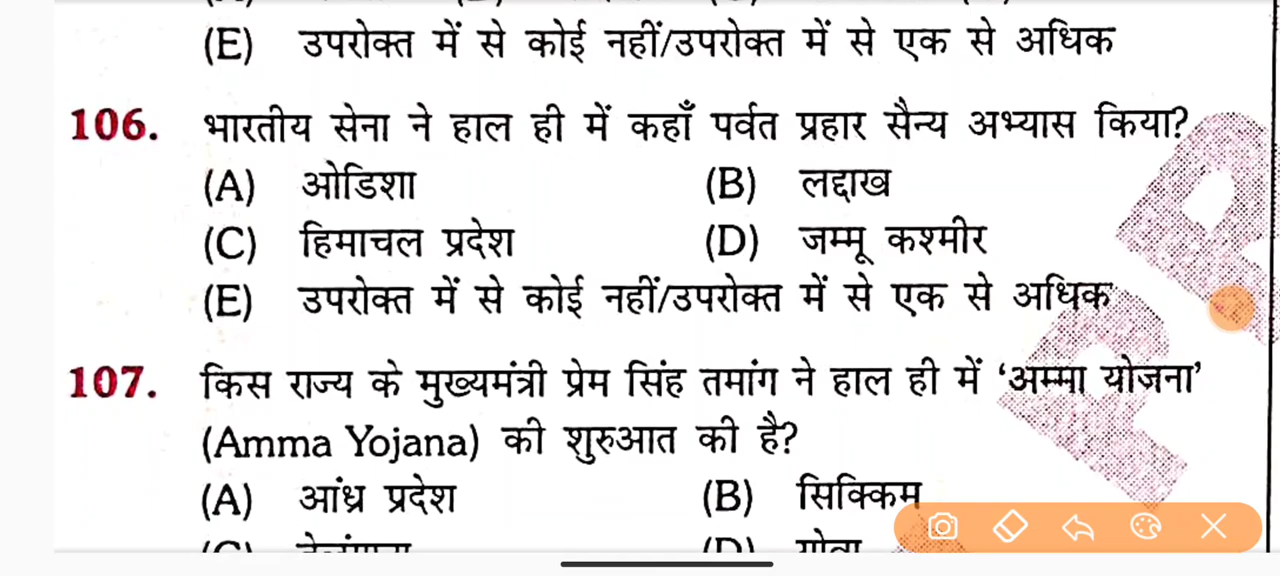 (E) उपरोक्त में से कोई नहीं/उपरोक्त में से एक से अधिक
106. भारतीय सेना ने हाल ही में कहाँ पर्वत प्रहार सैन्य अभ्यास किया?
(A) ओडिशा (B) लद्दाख
(C) हिमाचल प्रदेश (D) जम्मू कश्मीर
(E) उपरोक्त में से कोई नहीं/उपरोक्त में से एक से अधिक
107. किस राज्य के मुख्यमंत्री प्रेम सिंह तमांग ने हाल ही में ‘अम्मा योजना’
(Amma Yojana) की शुरुआत की है?
(A) आंध्र प्रदेश (B) सिक्किम